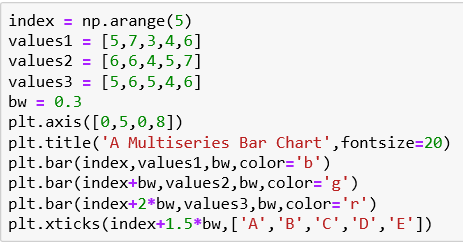 index = np.arange(5)
values1 = [5,7,3,4,6]
values2 = [6,6,4,5,7]
values3 = [5,6,5,4,6]
bw = 0.3
plt.axis([0,5,0,8])
plt.title('A Multiseries Bar Chart',fontsize=20)
plt.bar(index,values1,bw,color='b')
plt.bar(index+bw,values2,bw,color='g')
plt.bar(index+2*bw,values3,bw,color='r')
plt.xticks(index+1.5*bw,['A','B','C','D','E'])